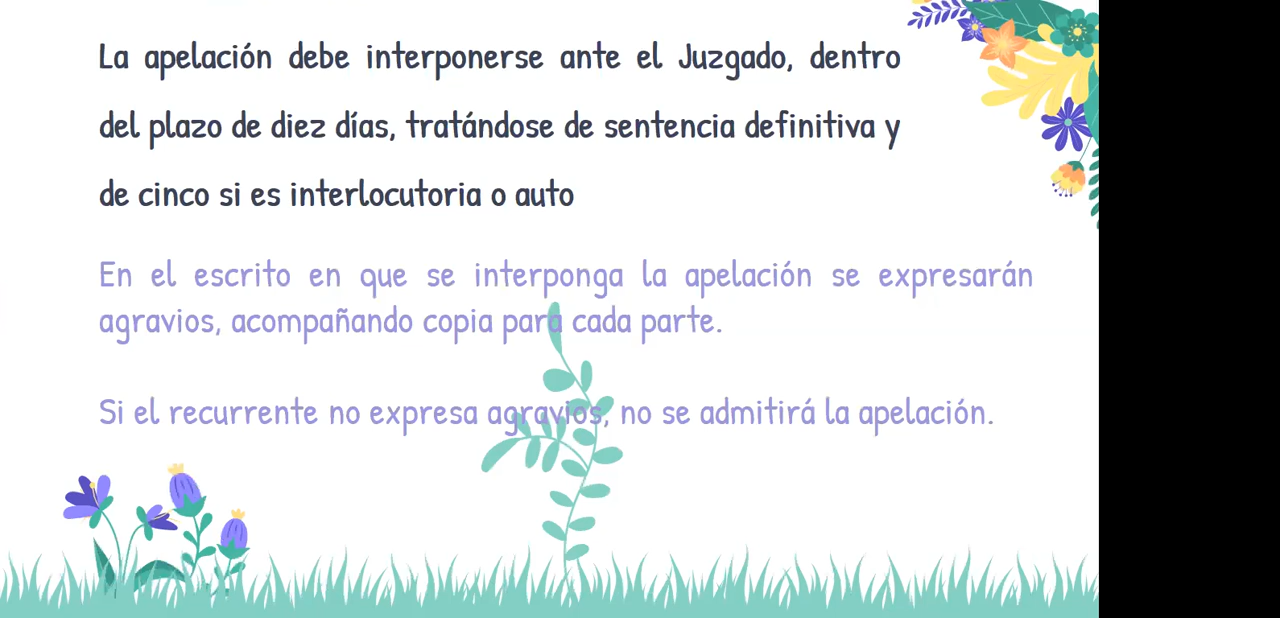 La apelación debe interponerse ante el Juzgado, dentro
del plazo de diez días, tratándose de sentencia definitiva y
de cinco si es interlocutoria o auto
En el escrito en que se interponga la apelación se expresarán
agravios, acompañando copia para cada parte.
Si el recurrente no expresa agravios, no se admitirá la apelación.